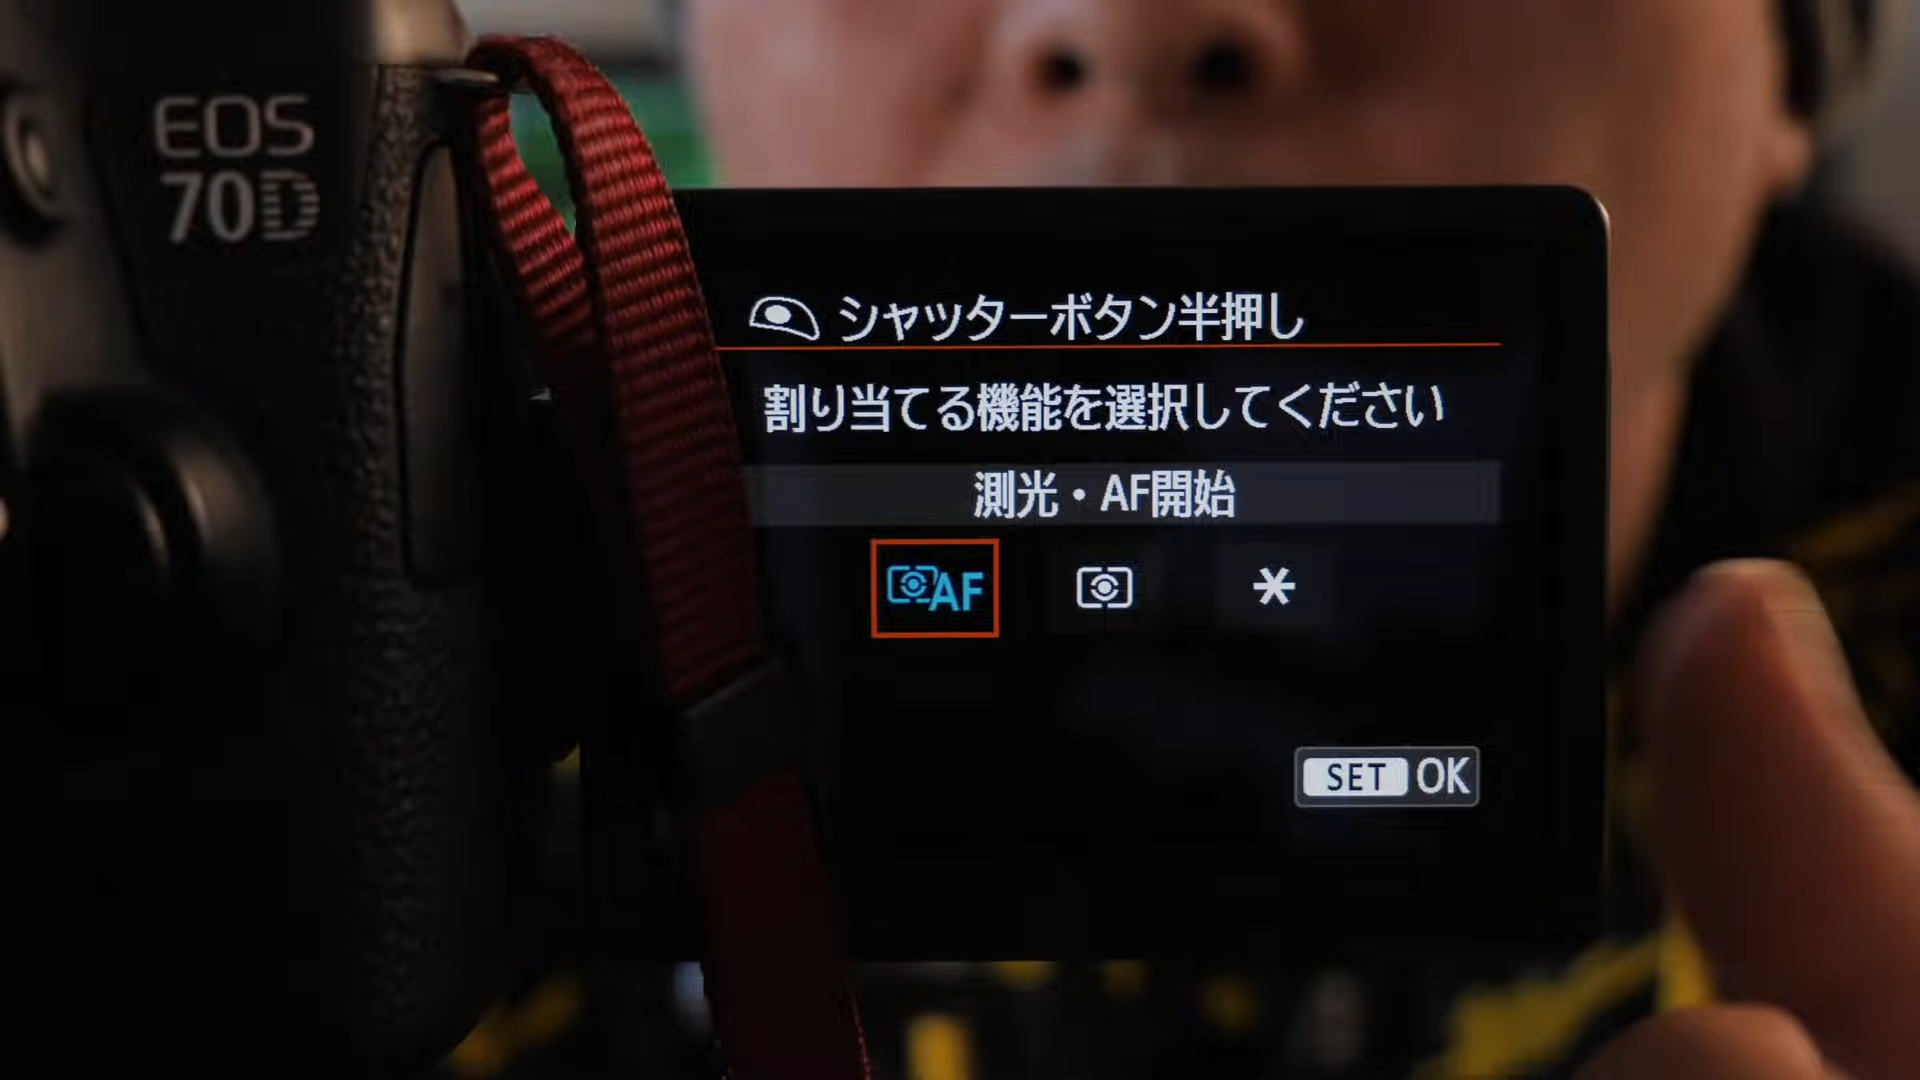 EOS
70D
シャッターボタン半押し
割り当てる機能を選択してください
測光・AF開始
AF
SET OK